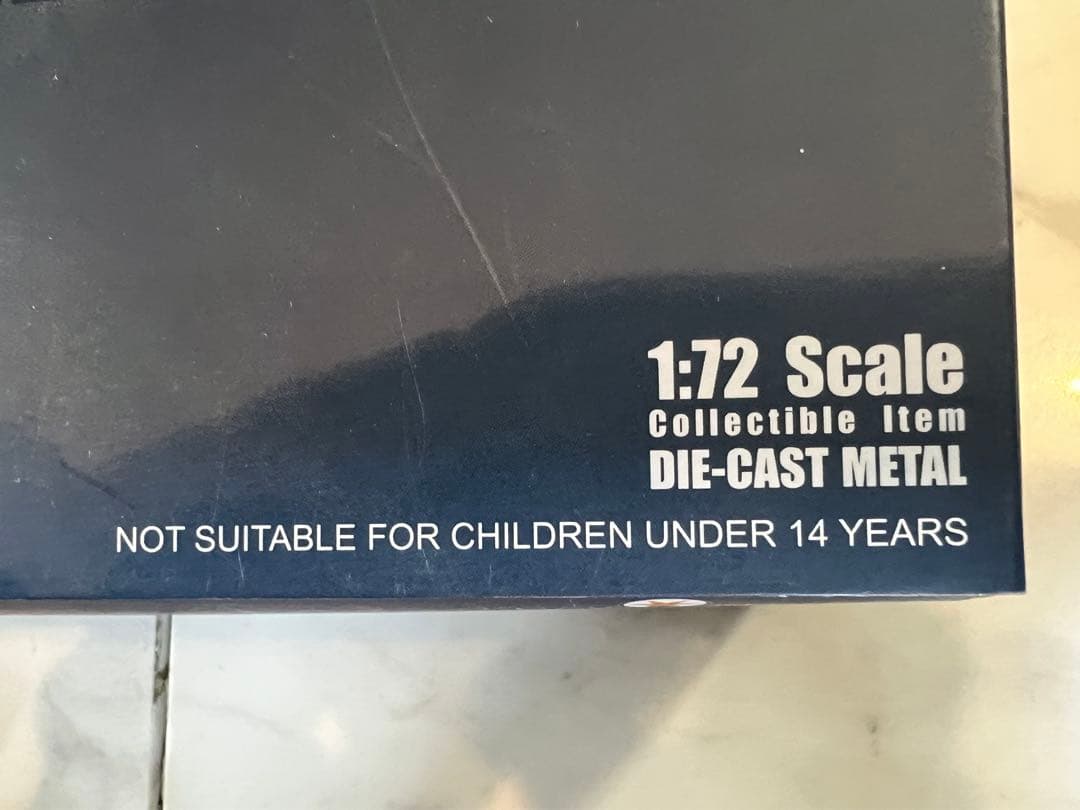 1:72 Scale
Collectible Item
DIE-CAST METAL
NOT SUITABLE FOR CHILDREN UNDER 14 YEARS